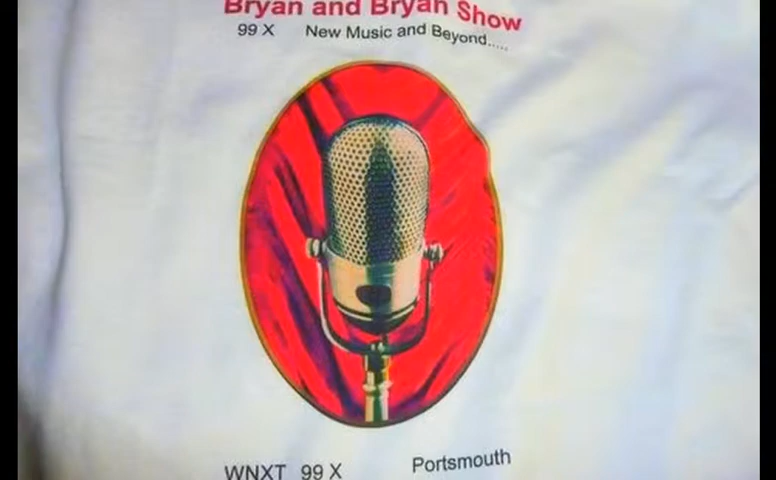 Bryan and Bryan Show
99 X New Music and Beyond.....
WNXT 99 X Portsmouth